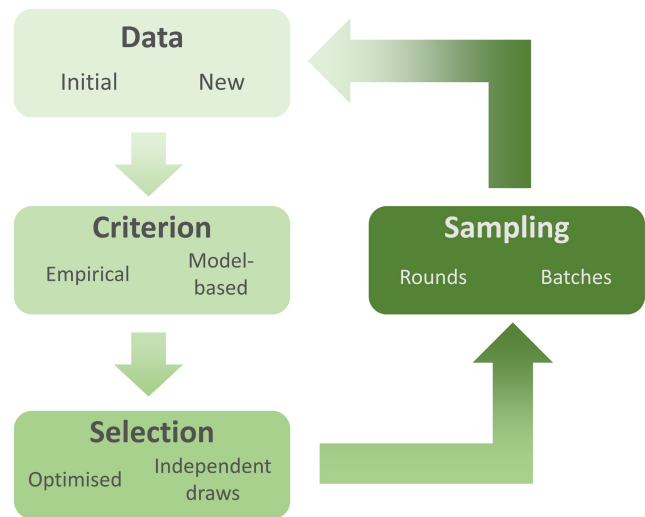 Data
Initial New
Criterion
Empirical Model-
based
Selection
Optimised Independent
draws
Sampling
Rounds Batches